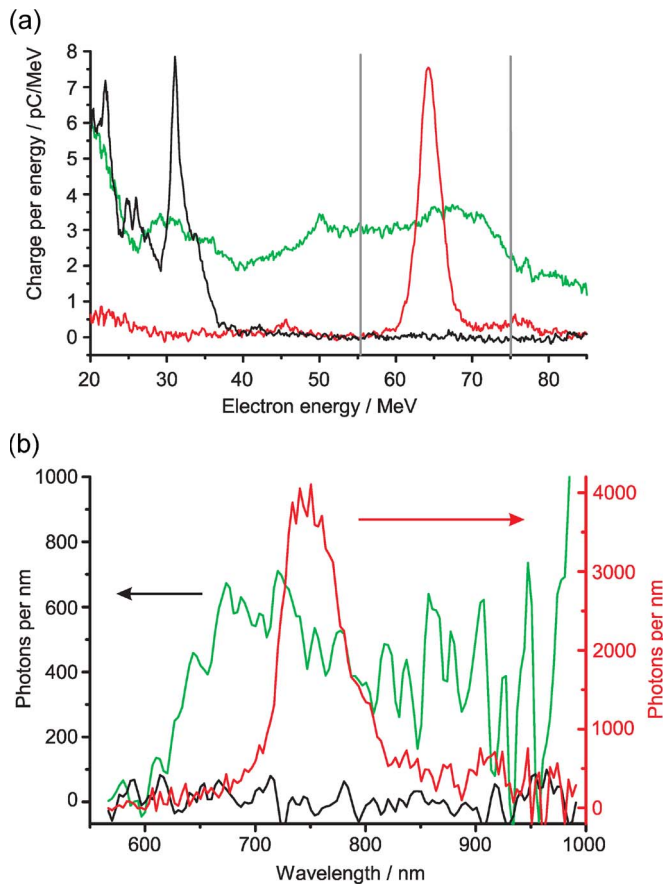 (a)
Charge per energy / pC/MeV
8
7
6
5
4
3
2
1
0
20 30 40 50 60 70 80
Electron energy / MeV
(b)
Photons per nm
1000
800
600
400
200
0
4000
3000
2000
1000
0
Photons per nm
600 700 800 900 1000
Wavelength / nm